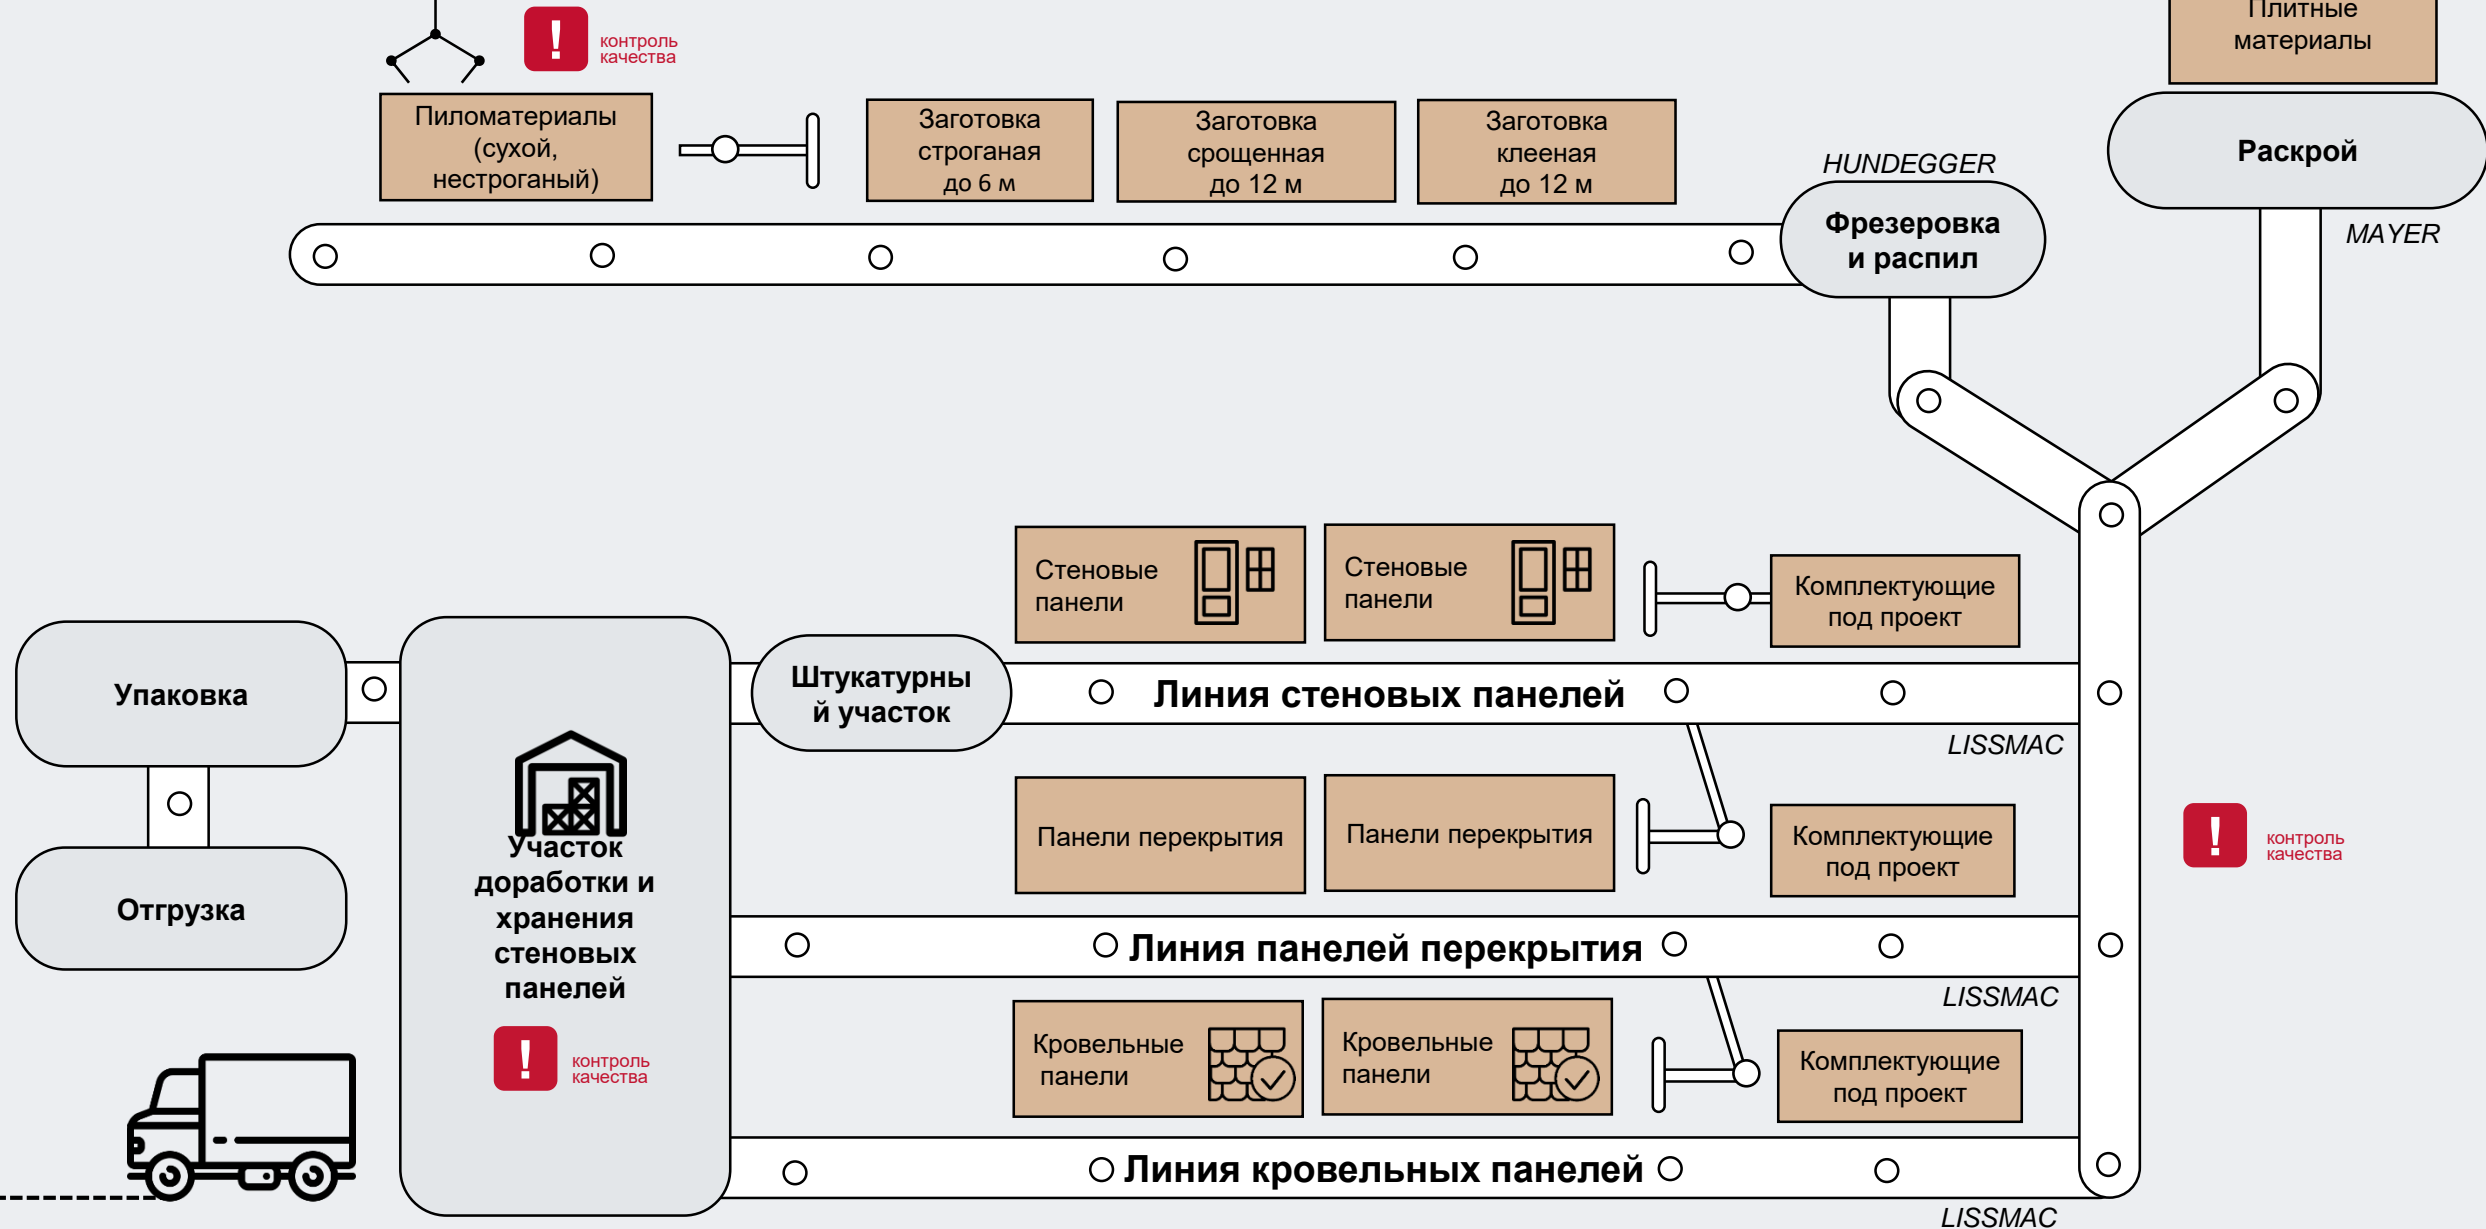 контроль
качества
Плитные
материалы
Пиломатериалы
(сухой,
нестроганый)
Заготовка
строганая
до 6 м
Заготовка
срощенная
до 12 м
Заготовка
клееная
до 12 м
HUNDEGGER
Фрезеровка
и распил
Раскрой
MAYER
Стеновые
панели
Стеновые
панели
Комплектующие
под проект
Упаковка
Штукатурны
й участок
Линия стеновых панелей
LISSMAC
Панели перекрытия
Панели перекрытия
Комплектующие
под проект
контроль
качества
Отгрузка
Участок
доработки и
хранения
стеновых
панелей
Линия панелей перекрытия
LISSMAC
контроль
качества
Кровельные
панели
Кровельные
панели
Комплектующие
под проект
Линия кровельных панелей
LISSMAC